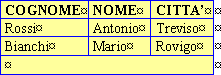 COGNOME¤ NOME¤ CITTA'¤ ¤
Rossi¤ Antonio¤ Treviso¤ ¤
Bianchi¤ Mario¤ Rovigo¤ ¤
¤ ¤